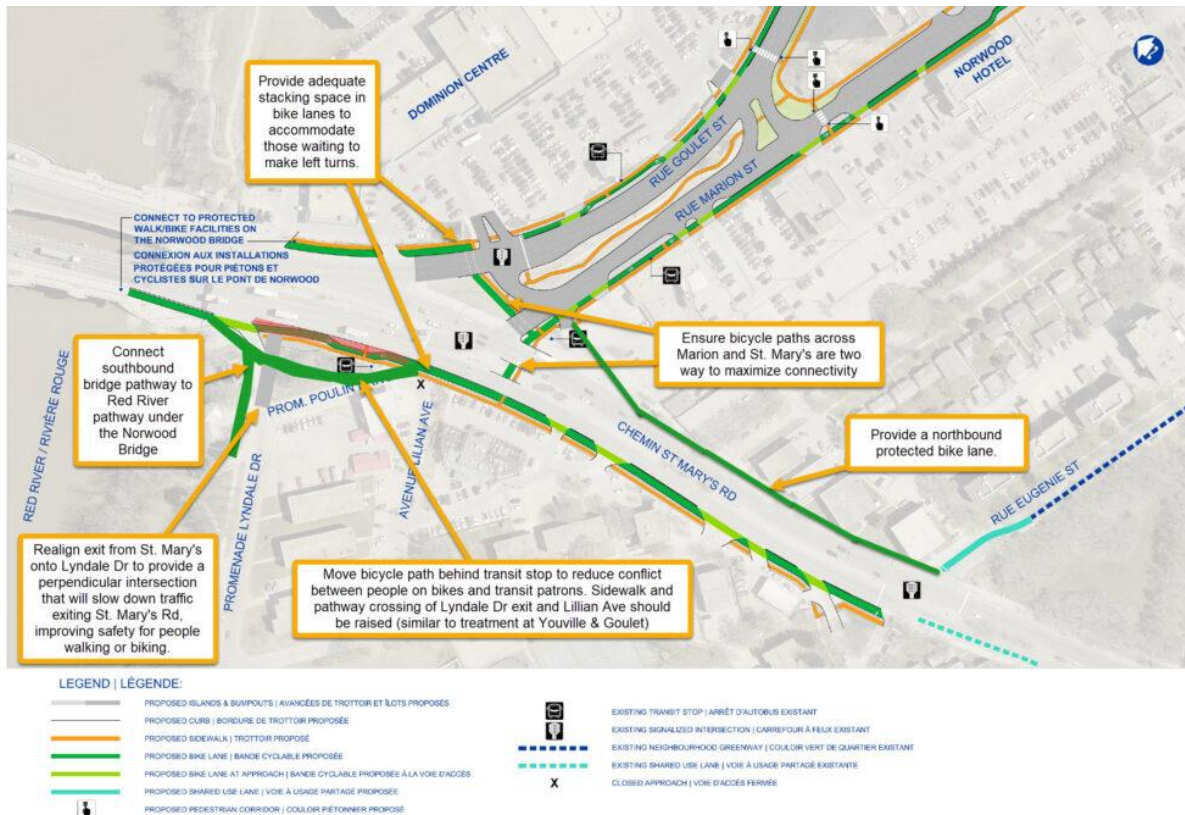 DOMINION CENTRE
NORWOOD
HOTEL
Provide adequate
stacking space in
bike lanes to
accommodate
those waiting to
make left turns.
RUE GOULET ST
RUE MARION ST
CONNECT TO PROTECTED
WALK/BIKE FACILITIES ON
THE NORWOOD BRIDGE
CONNEXION AUX INSTALLATIONS
PROTÉGÉES POUR PIÉTONS ET
CYCLISTES SUR LE PONT DE NORWOOD
Connect
southbound
bridge pathway to
Red River
pathway under
the Norwood
Bridge
Ensure bicycle paths across
Marion and St. Mary's are two
way to maximize connectivity
PROM. POULIN
Provide a northbound
protected bike lane.
CHEMIN ST MARY'S RD
AVENUE LILIAN AVE
RED RIVER / RIVIÈRE ROUGE
PROMENADE LYNDALE DR
RUE EUGENIE ST
Realign exit from St. Mary's
onto Lyndale Dr to provide a
perpendicular intersection
that will slow down traffic
exiting St. Mary's Rd,
improving safety for people
walking or biking.
Move bicycle path behind transit stop to reduce conflict
between people on bikes and transit patrons. Sidewalk and
pathway crossing of Lyndale Dr exit and Lillian Ave should
be raised (similar to treatment at Youville & Goulet)
X
LEGEND | LÉGENDE:
PROPOSED ISLANDS & BUMPOUTS | AVANCÉES DE TROTTOIR ET ÎLOTS PROPOSÉS
PROPOSED CURB | BORDURE DE TROTTOIR PROPOSÉE
PROPOSED SIDEWALK | TROTTOIR PROPOSÉ
PROPOSED BIKE LANE | BANDE CYCLABLE PROPOSÉE
PROPOSED BIKE LANE AT APPROACH | BANDE CYCLABLE PROPOSÉE À LA VOIE D'ACCÈS
PROPOSED SHARED USE LANE | VOIE À USAGE PARTAGÉ PROPOSÉE
PROPOSED PEDESTRIAN CORRIDOR | COULOIR PIÉTONNIER PROPOSÉ
EXISTING TRANSIT STOP | ARRÊT D'AUTOBUS EXISTANT
EXISTING SIGNALIZED INTERSECTION | CARREFOUR À FEUX EXISTANT
EXISTING NEIGHBOURHOOD GREENWAY | COULOIR VERT DE QUARTIER EXISTANT
EXISTING SHARED USE LANE | VOIE À USAGE PARTAGÉ EXISTANTE
X CLOSED APPROACH | VOIE D'ACCÈS FERMÉE